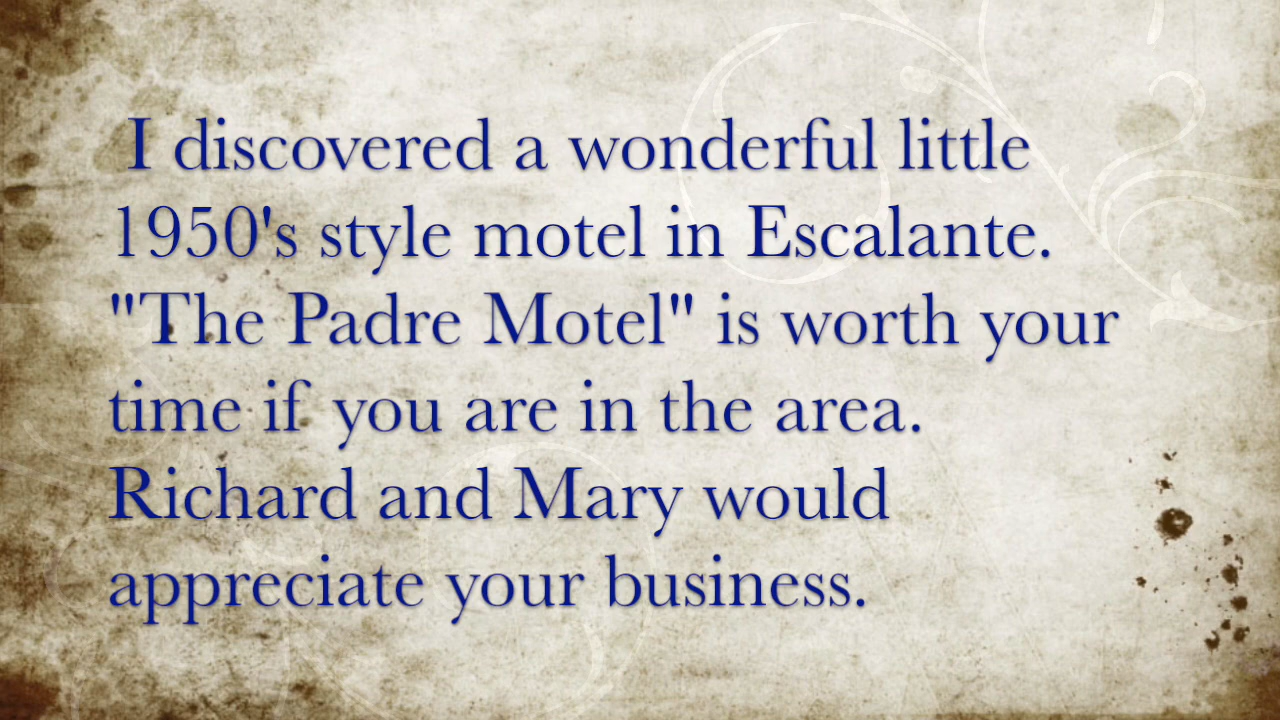 I discovered a wonderful little
1950's style motel in Escalante.
"The Padre Motel" is worth your
time if you are in the area.
Richard and Mary would
appreciate your business.